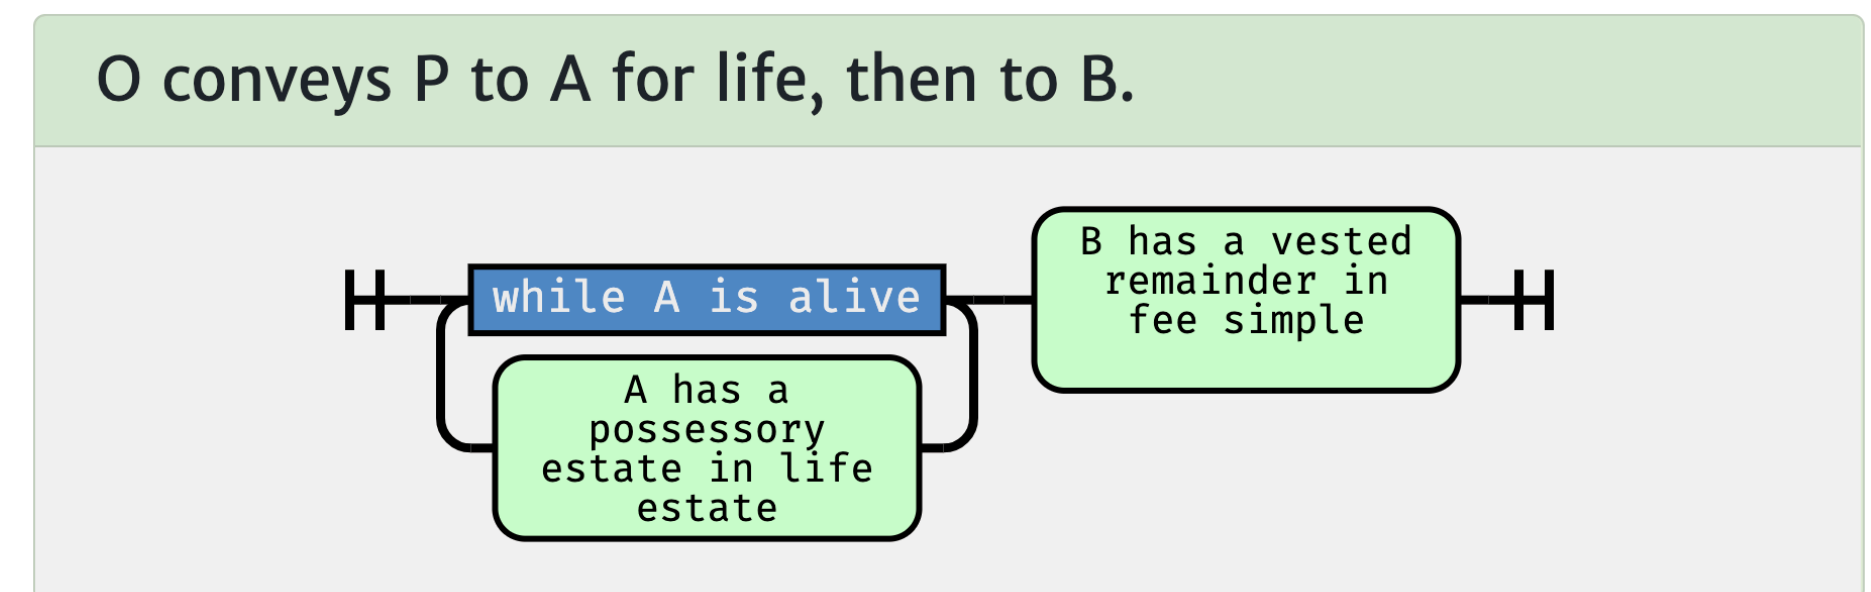 O conveys P to A for life, then to B.
while A is alive
A has a
possessory
estate in life
estate
B has a vested
remainder in
fee simple